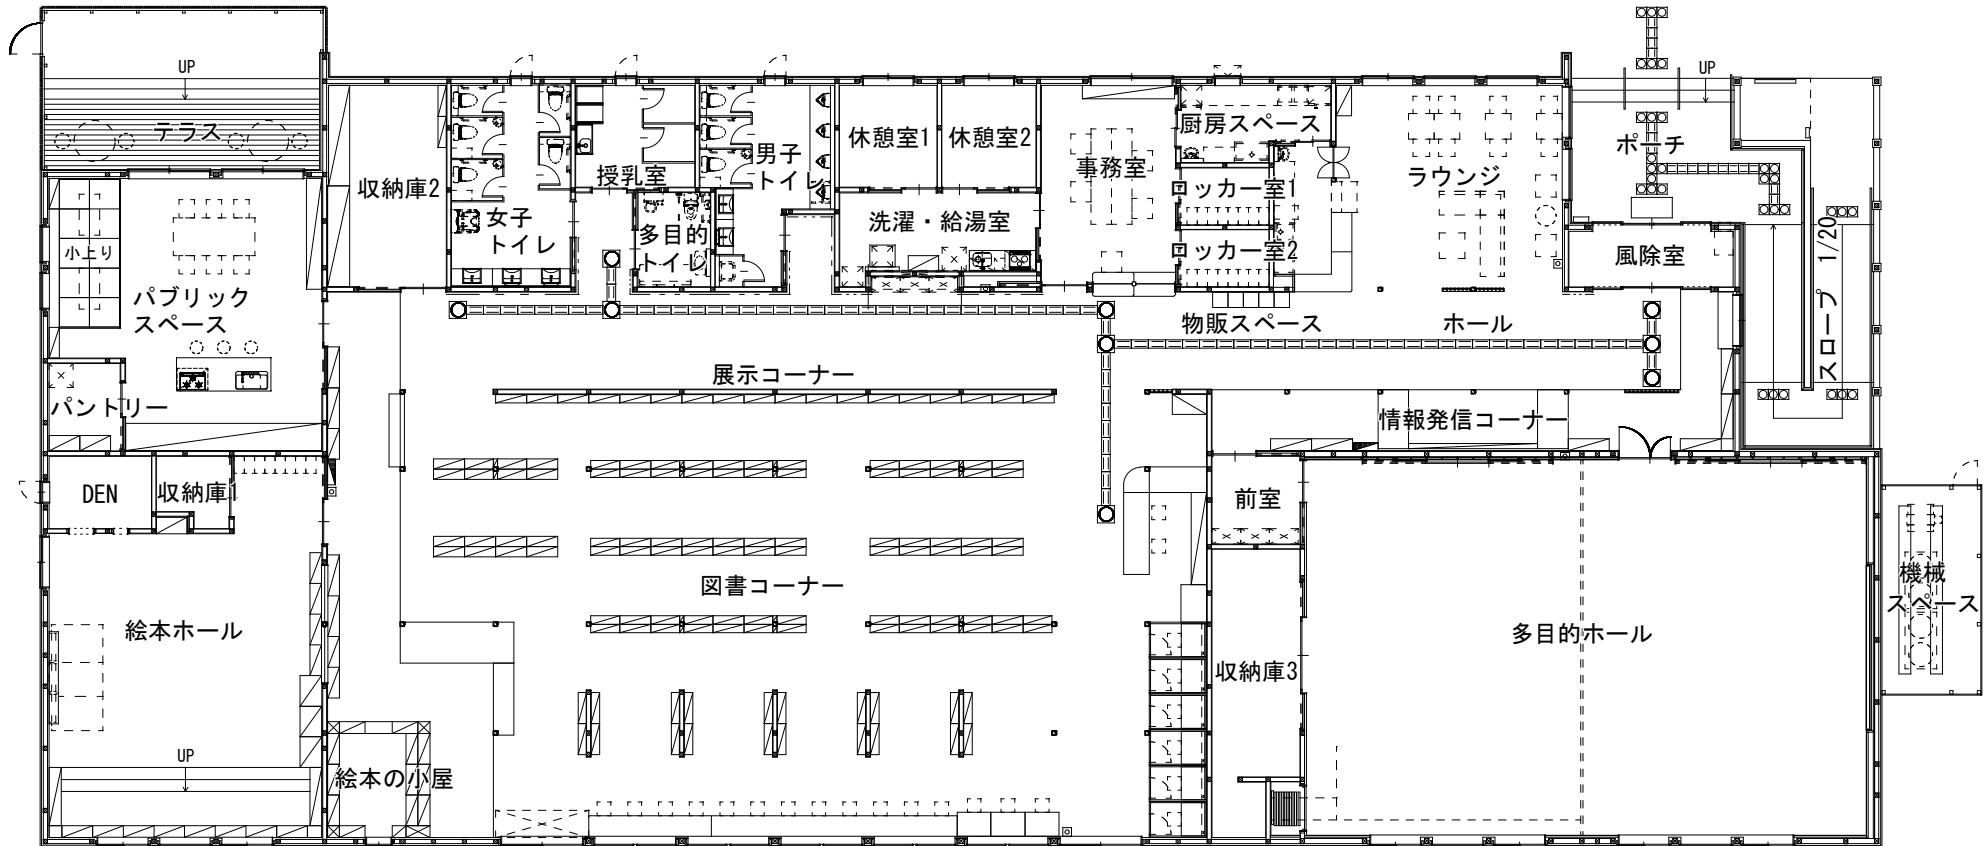 UP
テラス
収納庫2
女子
トイレ
授乳室
多目的
トイレ
男子
トイレ
休憩室1
休憩室2
洗濯・給湯室
事務室
厨房スペース
ロッカー室1
ロッカー室2
ラウンジ
UP
ポーチ
風除室
スロープ 1/20
小上り
パブリック
スペース
パントリー
物販スペース
ホール
展示コーナー
情報発信コーナー
DEN
収納庫1
前室
図書コーナー
絵本ホール
収納庫3
多目的ホール
機械
スペース
UP
絵本の小屋